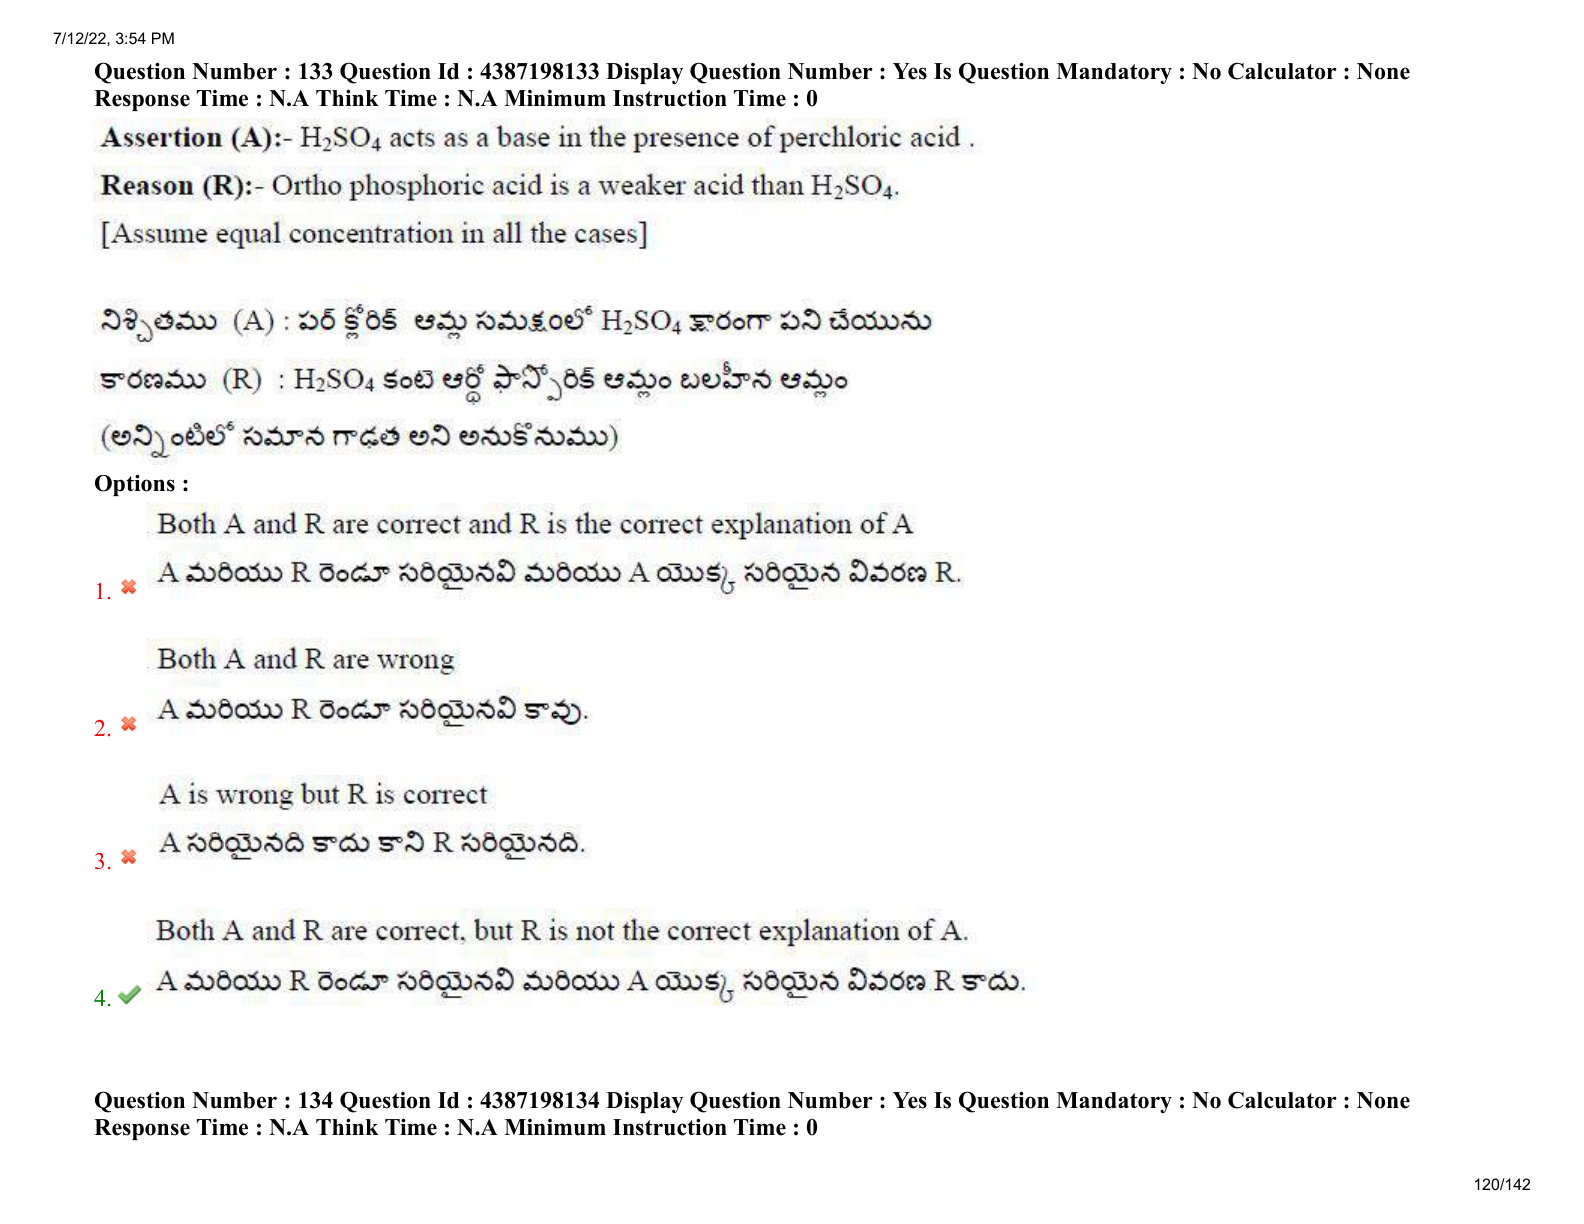 7/12/22, 3:54 PM
Question Number : 133 Question Id : 4387198133 Display Question Number : Yes Is Question Mandatory : No Calculator : None
Response Time : N.A Think Time : N.A Minimum Instruction Time : 0
Assertion (A):- H₂SO₄ acts as a base in the presence of perchloric acid .
Reason (R):- Ortho phosphoric acid is a weaker acid than H₂SO₄.
[Assume equal concentration in all the cases]
నిశ్చితము (A) : పర్ క్లోరిక్ ఆమ్ల సమక్షంలో H₂SO₄ క్షారంగా పని చేయును
కారణము (R) : H₂SO₄ కంటె ఆర్థో ఫాస్ఫోరిక్ ఆమ్లం బలహీన ఆమ్లం
(అన్నింటిలో సమాన గాఢత అని అనుకొనుము)
Options :
Both A and R are correct and R is the correct explanation of A
A మరియు R రెండూ సరియైనవి మరియు A యొక్క సరియైన వివరణ R.
1.
Both A and R are wrong
A మరియు R రెండూ సరియైనవి కావు.
2.
A is wrong but R is correct
A సరియైనది కాదు కాని R సరియైనది.
3.
Both A and R are correct, but R is not the correct explanation of A.
A మరియు R రెండూ సరియైనవి మరియు A యొక్క సరియైన వివరణ R కాదు.
4.
Question Number : 134 Question Id : 4387198134 Display Question Number : Yes Is Question Mandatory : No Calculator : None
Response Time : N.A Think Time : N.A Minimum Instruction Time : 0
120/142